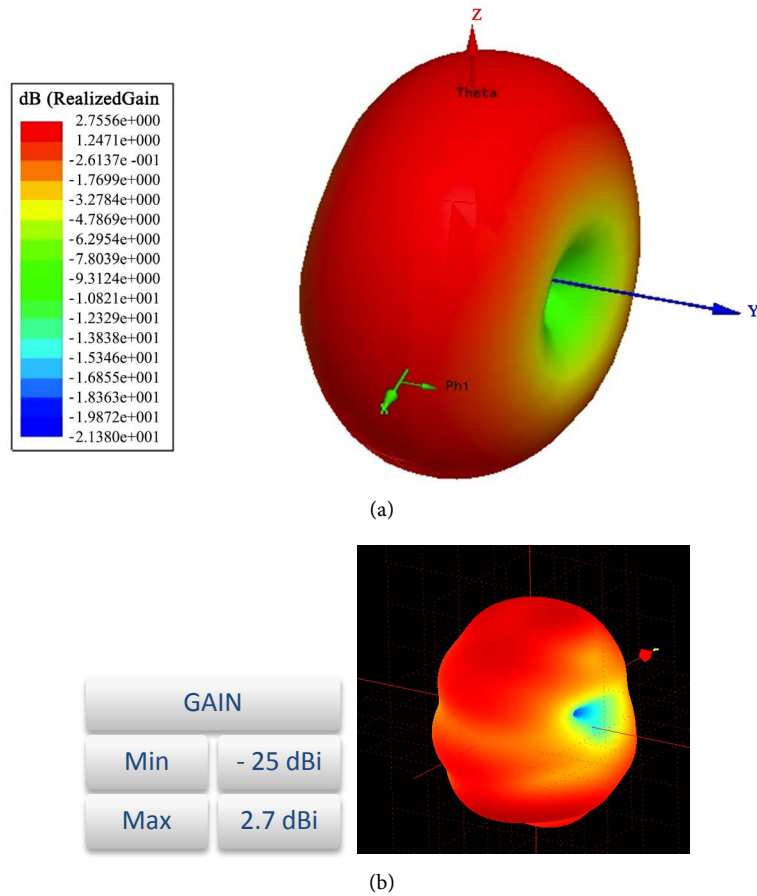 Z
Theta
dB (RealizedGain
2.7556e+000
1.2471e+000
-2.6137e -001
-1.7699e+000
-3.2784e+000
-4.7869e+000
-6.2954e+000
-7.8039e+000
-9.3124e+000
-1.0821e+001
-1.2329e+001
-1.3838e+001
-1.5346e+001
-1.6855e+001
-1.8363e+001
-1.9872e+001
-2.1380e+001
Y
Phi
X
(a)
GAIN
Min - 25 dBi
Max 2.7 dBi
(b)